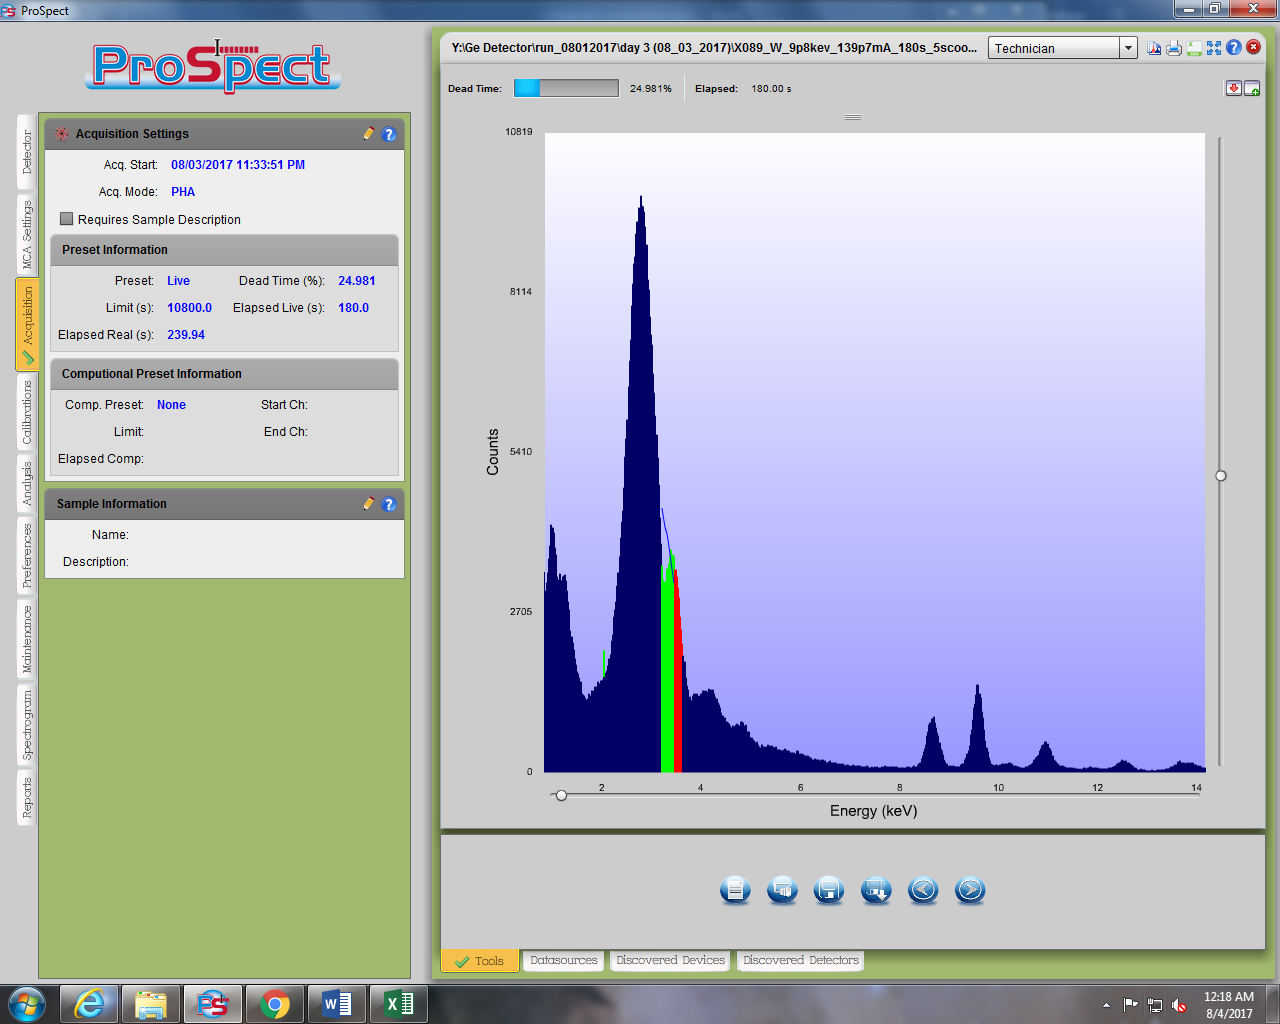 ProSpect
ProSpect
Detector
MCA Settings
Acquisition
Calibrations
Analysis
Preferences
Maintenance
Spectrogram
Reports
Acquisition Settings
Acq. Start: 08/03/2017 11:33:51 PM
Acq. Mode: PHA
Requires Sample Description
Preset Information
Preset: Live Dead Time (%): 24.981
Limit (s): 10800.0 Elapsed Live (s): 180.0
Elapsed Real (s): 239.94
Computional Preset Information
Comp. Preset: None Start Ch:
Limit: End Ch:
Elapsed Comp:
Sample Information
Name:
Description:
Y:\Ge Detector\run_08012017\day 3 (08_03_2017)\X089_W_9p8kev_139p7mA_180s_5scoo...
Technician
Dead Time: 24.981% Elapsed: 180.00 s
10819
8114
5410
2705
0
Counts
2 4 6 8 10 12 14
Energy (keV)
Tools Datasources Discovered Devices Discovered Detectors
12:18 AM
8/4/2017